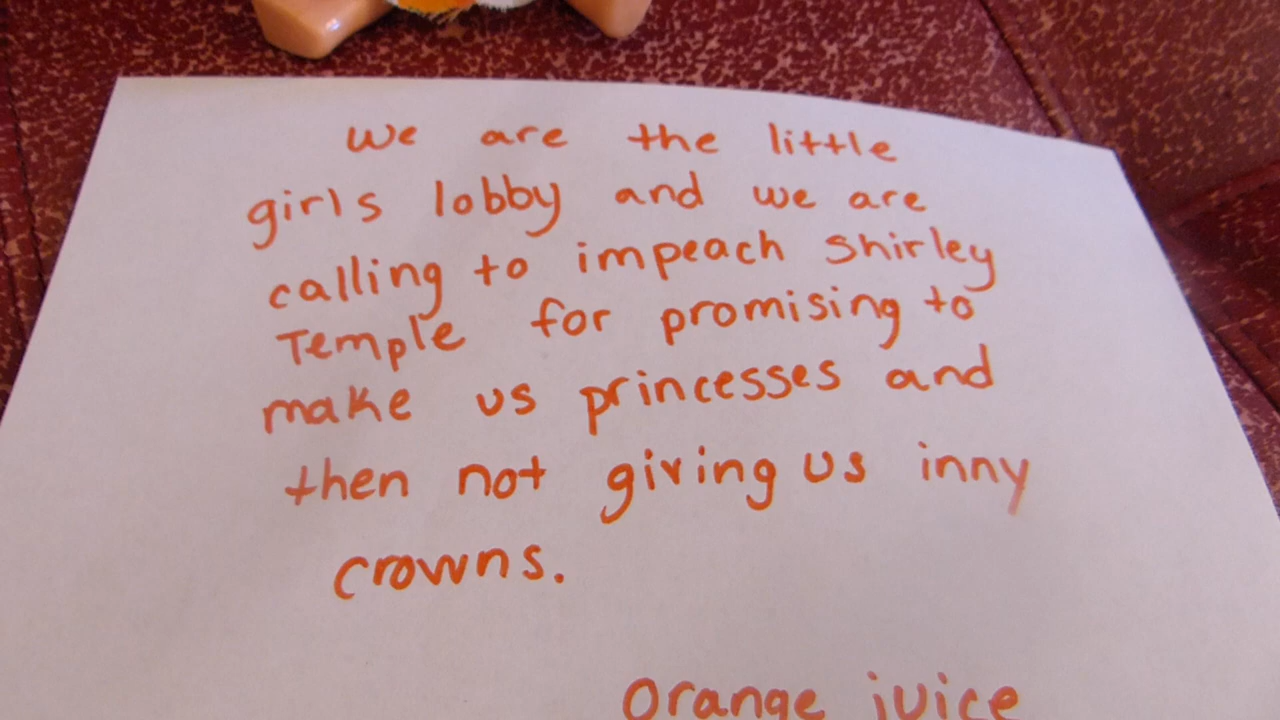 We are the little
girls lobby and we are
calling to impeach Shirley
Temple for promising to
make us princesses and
then not giving us inny
crowns.
Orange juice